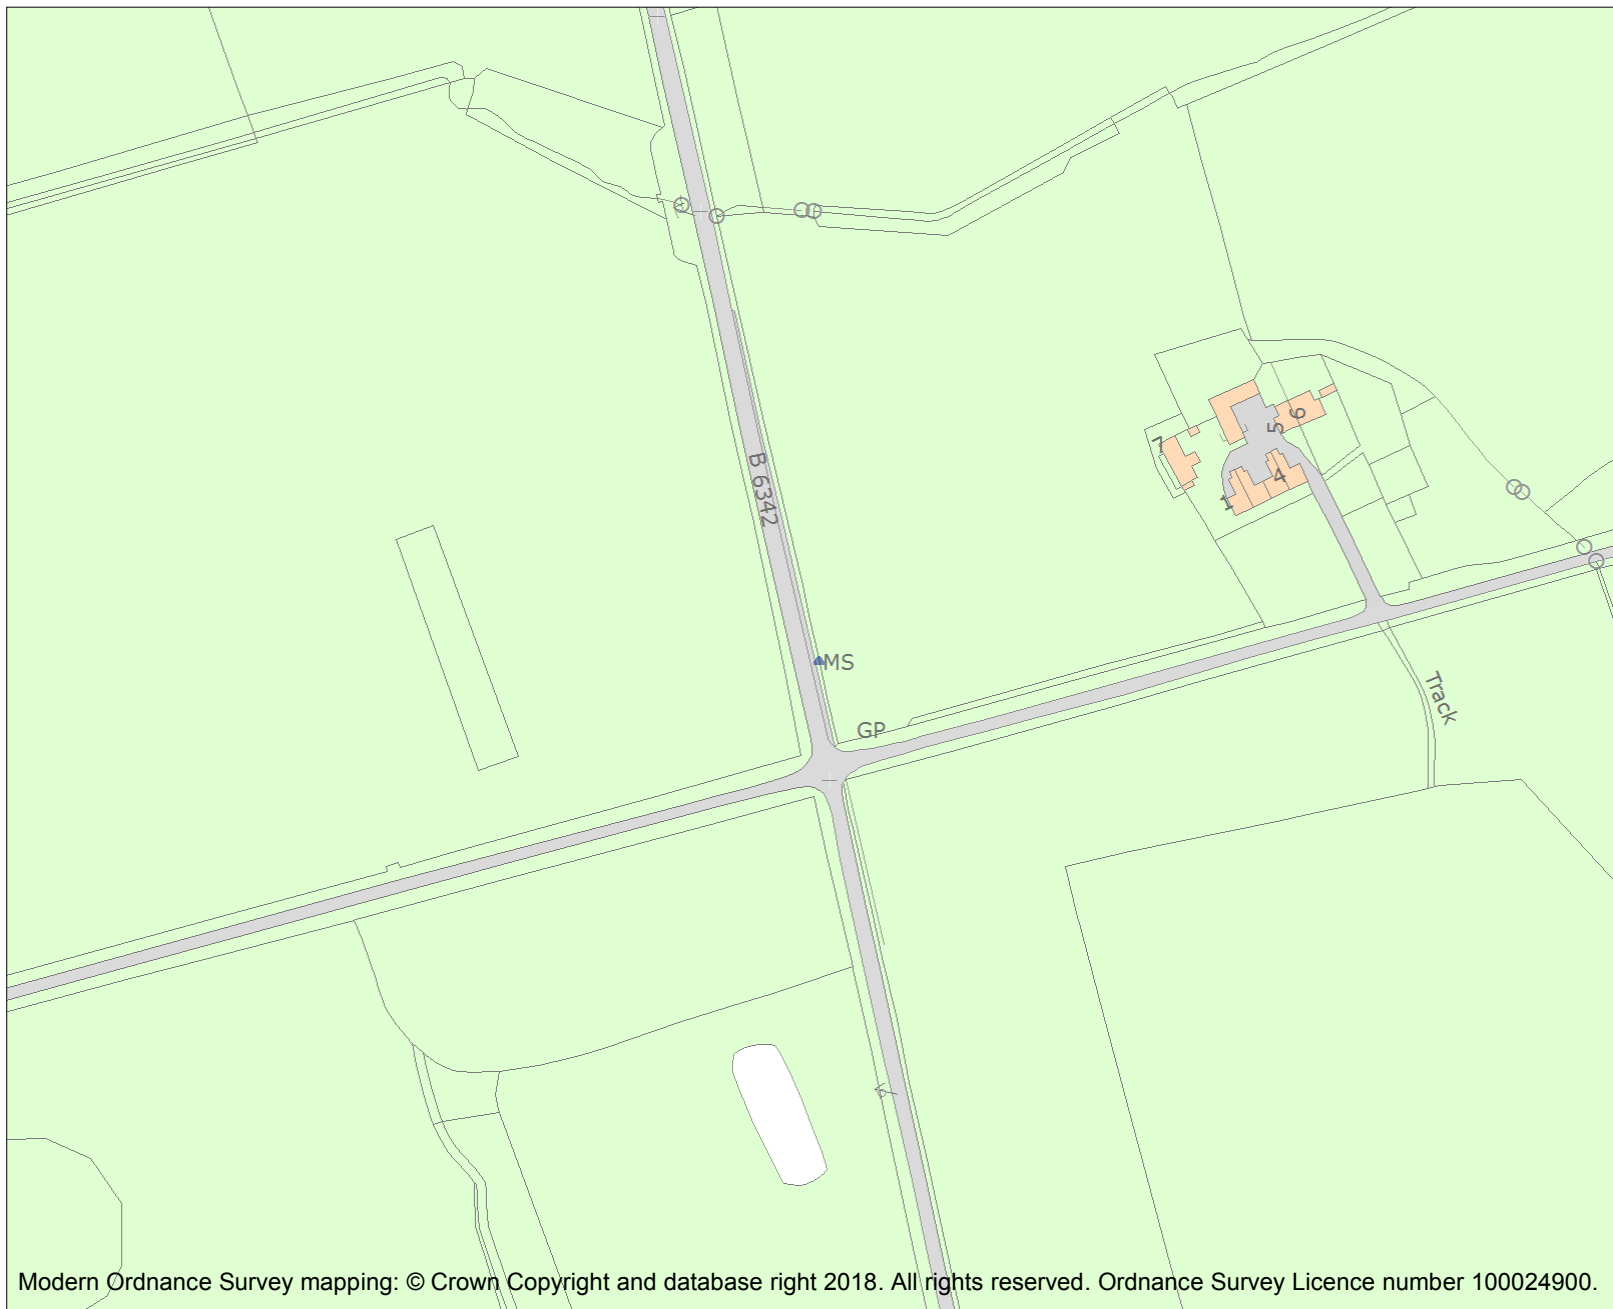 6
5
7
4
1
B 6342
MS
Track
GP
Modern Ordnance Survey mapping: © Crown Copyright and database right 2018. All rights reserved. Ordnance Survey Licence number 100024900.